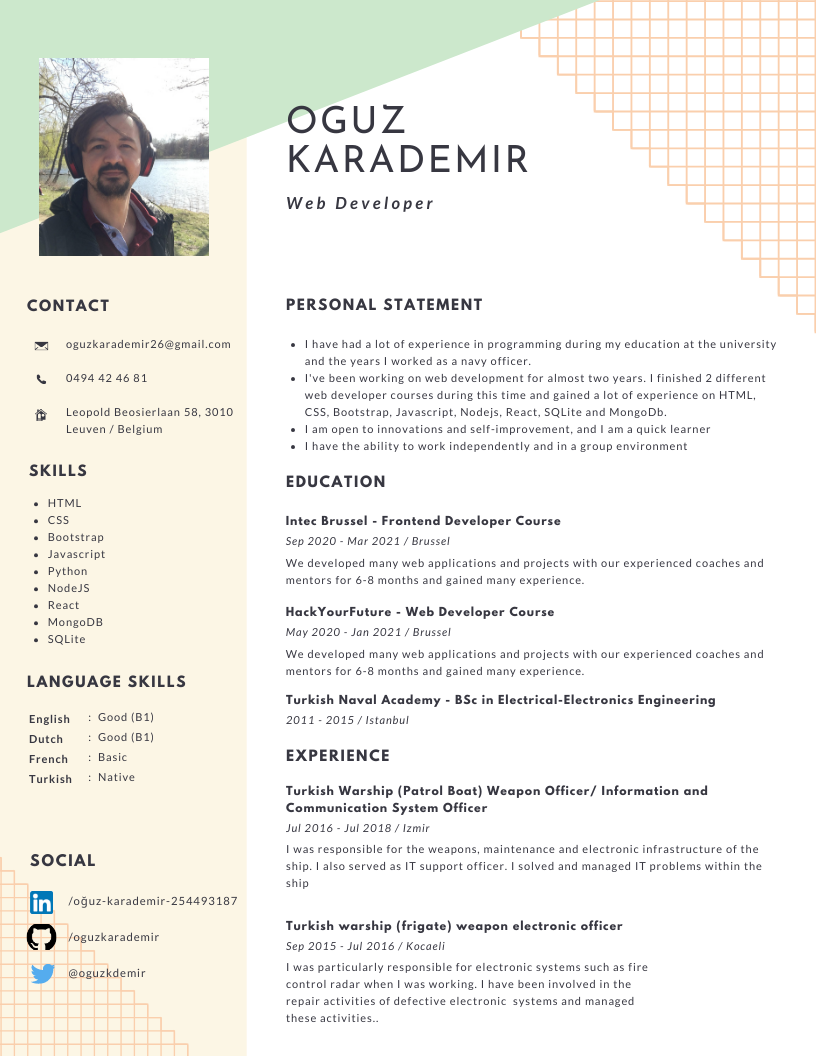 OGUZ
KARADEMIR
Web Developer
CONTACT
oguzkarademir26@gmail.com
0494 42 46 81
Leopold Beosierlaan 58, 3010
Leuven / Belgium
SKILLS
• HTML
• CSS
• Bootstrap
• Javascript
• Python
• NodeJS
• React
• MongoDB
• SQLite
LANGUAGE SKILLS
English : Good (B1)
Dutch : Good (B1)
French : Basic
Turkish : Native
SOCIAL
in /oğuz-karademir-254493187
/oguzkarademir
@oguzkdemir
PERSONAL STATEMENT
• I have had a lot of experience in programming during my education at the university
and the years I worked as a navy officer.
• I've been working on web development for almost two years. I finished 2 different
web developer courses during this time and gained a lot of experience on HTML,
CSS, Bootstrap, Javascript, Nodejs, React, SQLite and MongoDb.
• I am open to innovations and self-improvement, and I am a quick learner
• I have the ability to work independently and in a group environment
EDUCATION
Intec Brussel - Frontend Developer Course
Sep 2020 - Mar 2021 / Brussel
We developed many web applications and projects with our experienced coaches and
mentors for 6-8 months and gained many experience.
HackYourFuture - Web Developer Course
May 2020 - Jan 2021 / Brussel
We developed many web applications and projects with our experienced coaches and
mentors for 6-8 months and gained many experience.
Turkish Naval Academy - BSc in Electrical-Electronics Engineering
2011 - 2015 / Istanbul
EXPERIENCE
Turkish Warship (Patrol Boat) Weapon Officer/ Information and
Communication System Officer
Jul 2016 - Jul 2018 / Izmir
I was responsible for the weapons, maintenance and electronic infrastructure of the
ship. I also served as IT support officer. I solved and managed IT problems within the
ship
Turkish warship (frigate) weapon electronic officer
Sep 2015 - Jul 2016 / Kocaeli
I was particularly responsible for electronic systems such as fire
control radar when I was working. I have been involved in the
repair activities of defective electronic  systems and managed
these activities..